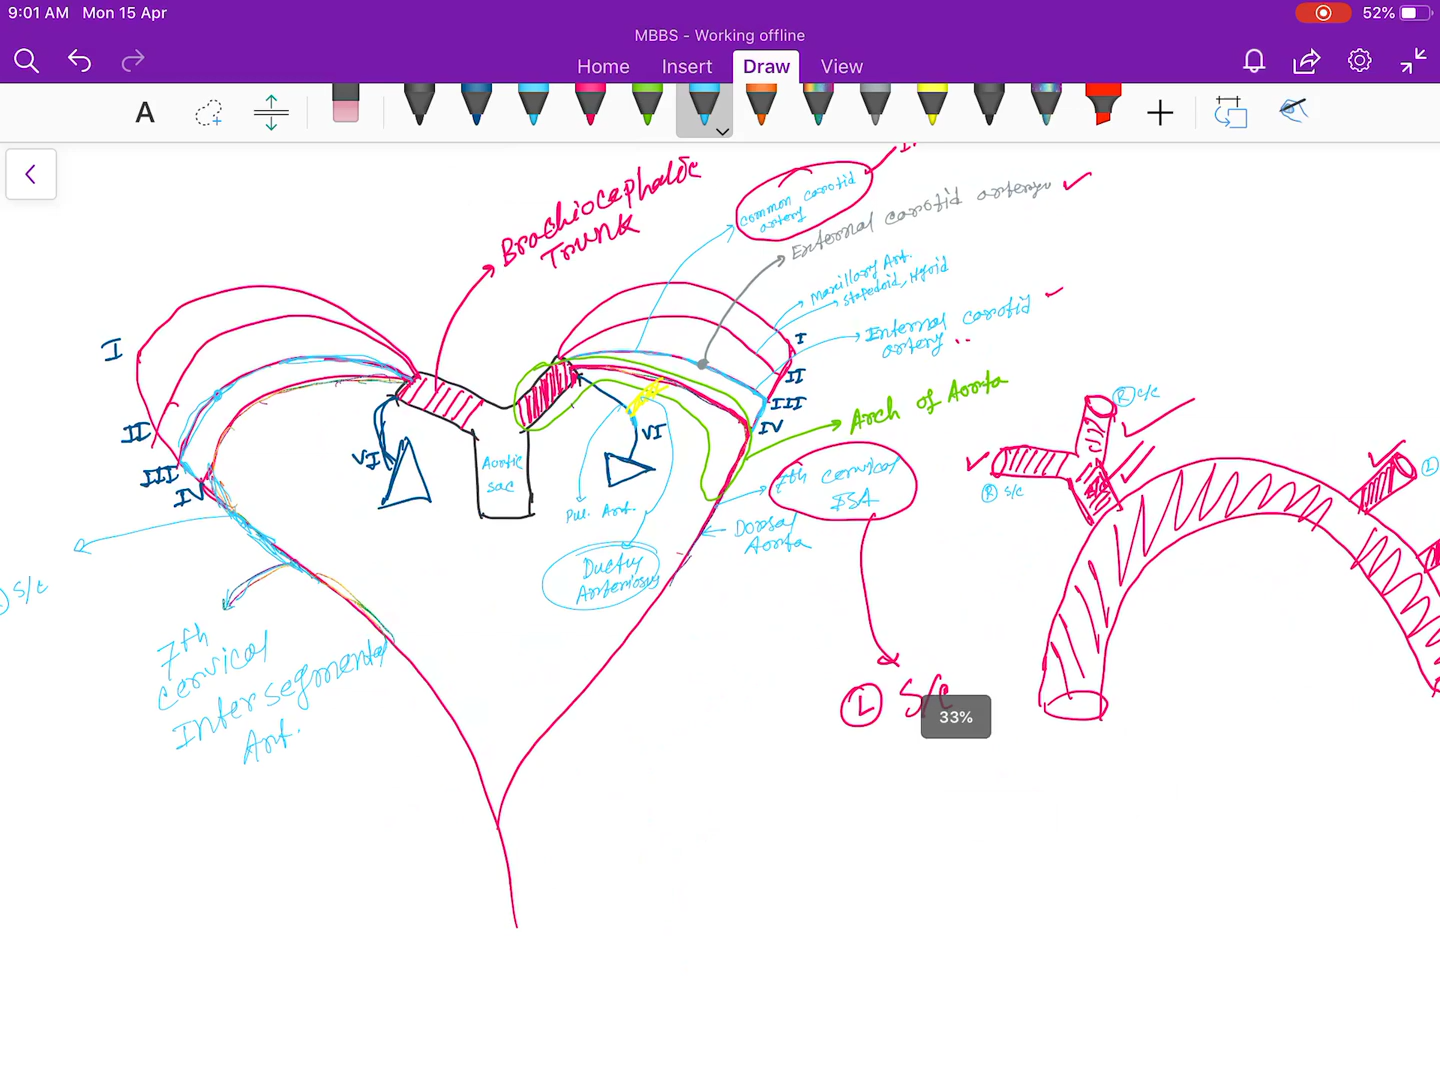 9:01 AM Mon 15 Apr
52%
MBBS - Working offline
Home Insert Draw View
A
Brachiocephalic
Trunk
Common carotid
artery
External carotid artery
Maxillary Art.
Stapedoid, Hyoid
Internal carotid
artery
I
II
III
IV
VI
I
II
III
IV
VI
Aortic
sac
Arch of Aorta
7th cervical
ISA
Dorsal
Aorta
Pul. Art.
Ductus
Arteriosus
S/C
7th
cervical
Intersegmental
Art.
L S/C
33%
R C/C
R S/C
L